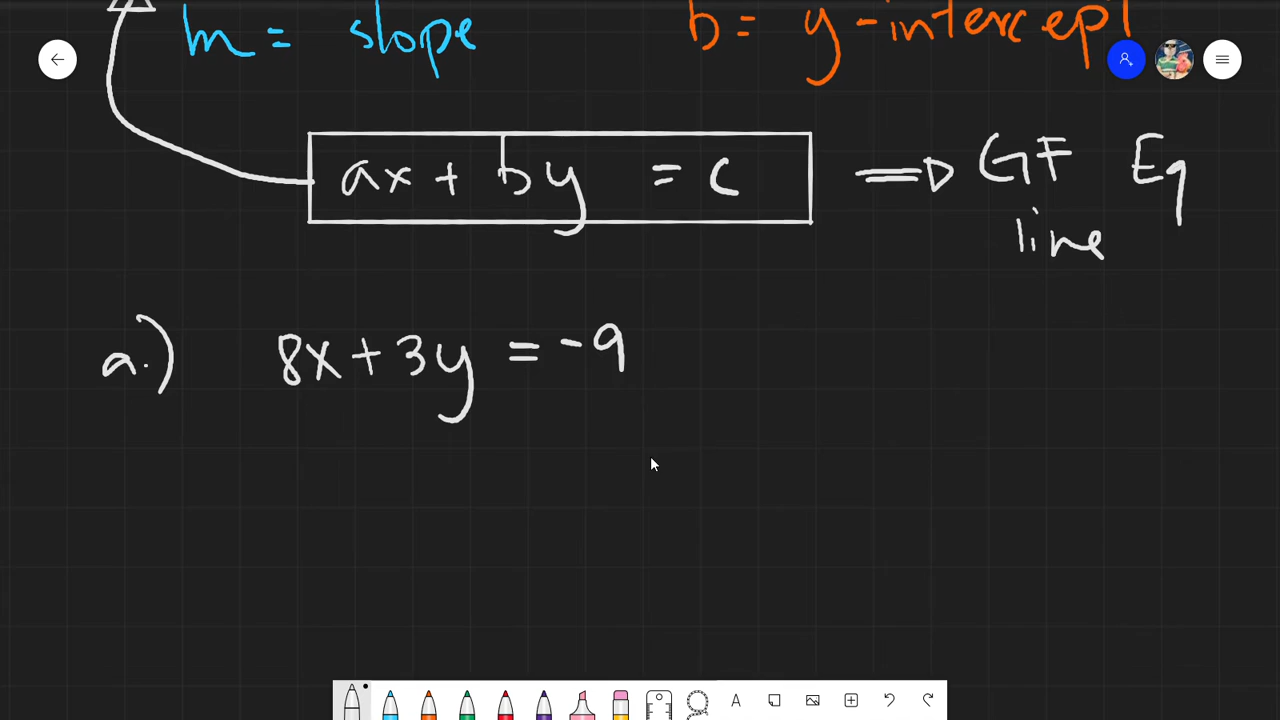 m = slope
b = y-intercept
ax + by = c
GF Eq
line
a.) 8x + 3y = -9
A